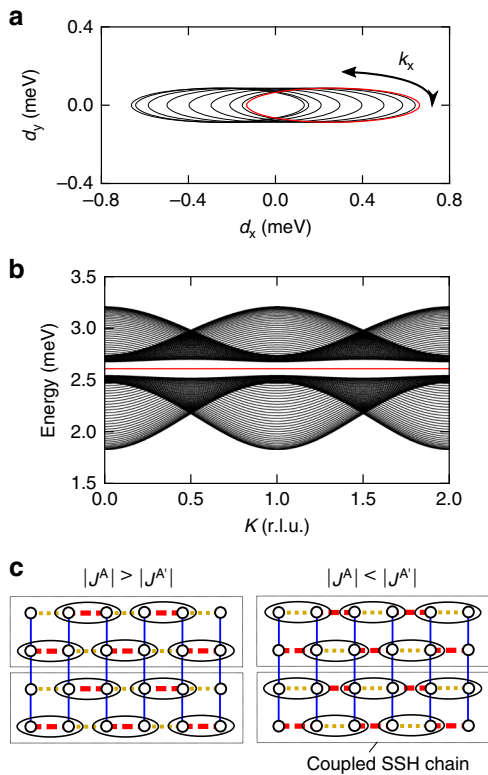 a
k_x
0.4
0.0
−0.4
d_y (meV)
−0.8 −0.4 0.0 0.4 0.8
d_x (meV)
b
3.5
3.0
2.5
2.0
1.5
Energy (meV)
0.0 0.5 1.0 1.5 2.0
K (r.l.u.)
c
|J^A| > |J^A'| |J^A| < |J^A'|
Coupled SSH chain